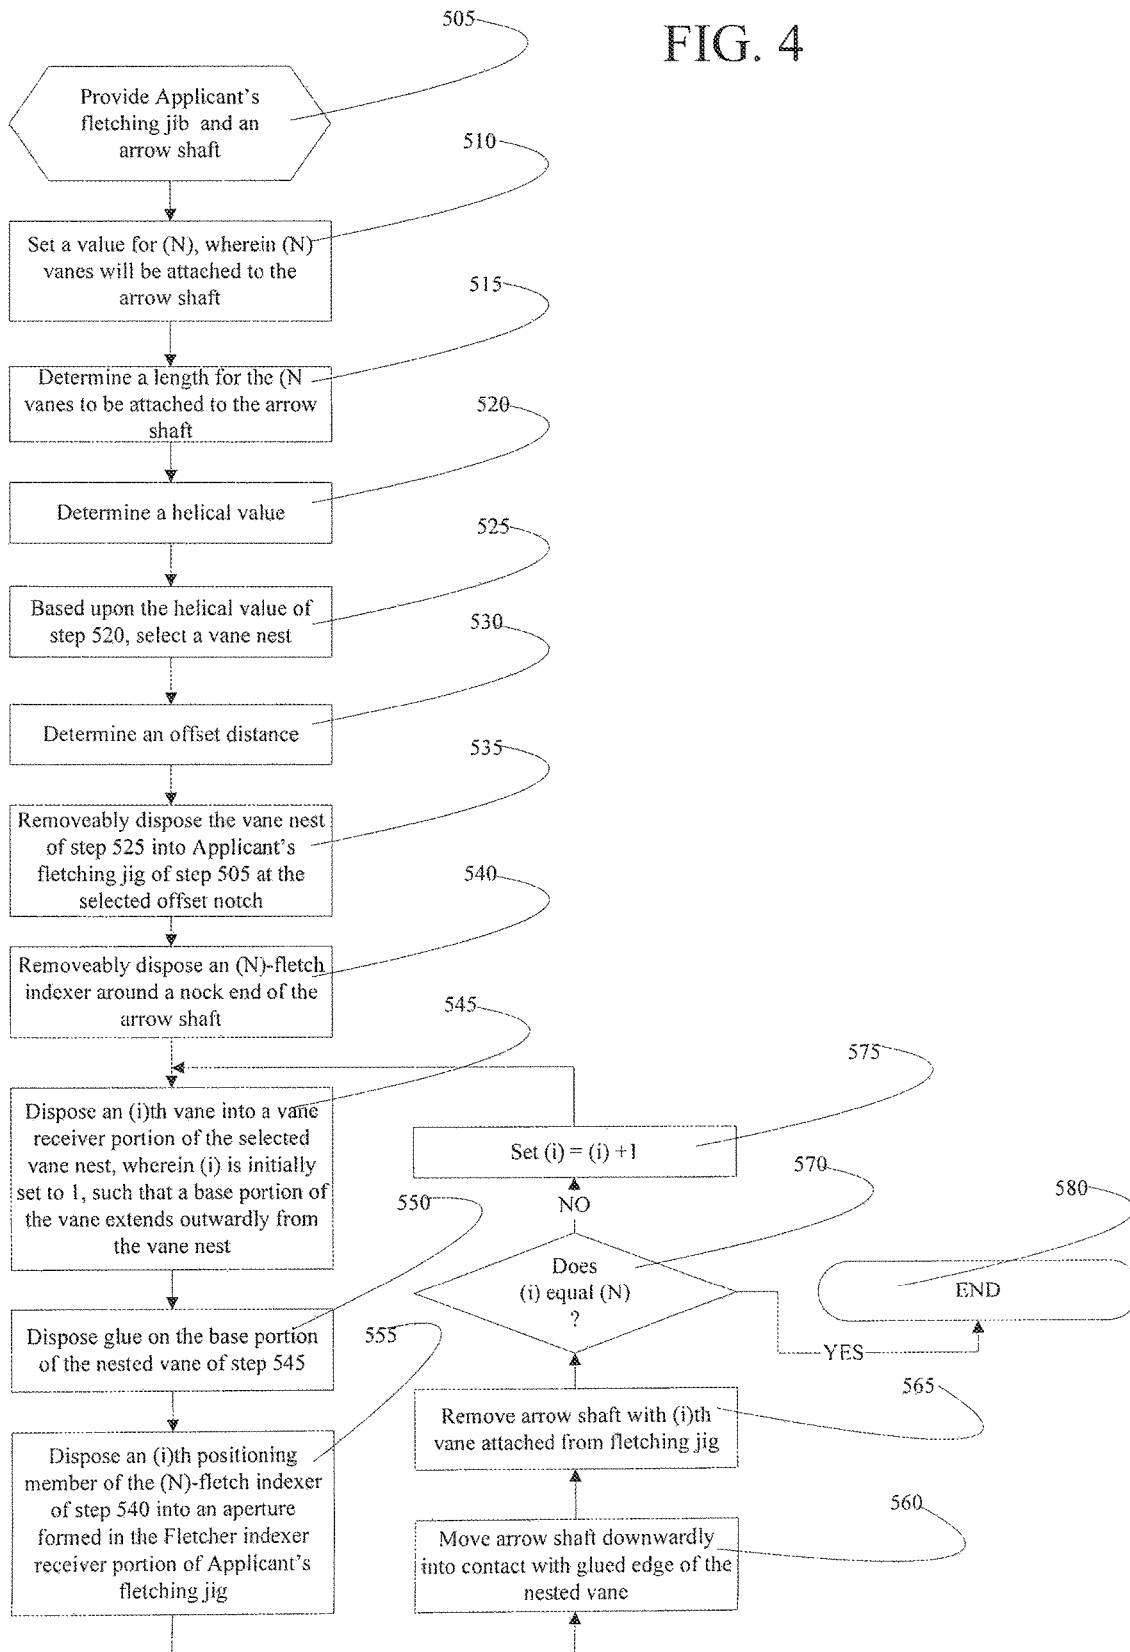 FIG. 4
505
Provide Applicant's
fletching jib and an
arrow shaft
510
Set a value for (N), wherein (N)
vanes will be attached to the
arrow shaft
515
Determine a length for the (N
vanes to be attached to the arrow
shaft
520
Determine a helical value
525
Based upon the helical value of
step 520, select a vane nest
530
Determine an offset distance
535
Removeably dispose the vane nest
of step 525 into Applicant's
fletching jig of step 505 at the
selected offset notch
540
Removeably dispose an (N)-fletch
indexer around a nock end of the
arrow shaft
545
Dispose an (i)th vane into a vane
receiver portion of the selected
vane nest, wherein (i) is initially
set to 1, such that a base portion of
the vane extends outwardly from
the vane nest
550
Dispose glue on the base portion
of the nested vane of step 545
555
Dispose an (i)th positioning
member of the (N)-fletch indexer
of step 540 into an aperture
formed in the Fletcher indexer
receiver portion of Applicant's
fletching jig
560
Move arrow shaft downwardly
into contact with glued edge of the
nested vane
565
Remove arrow shaft with (i)th
vane attached from fletching jig
570
Does
(i) equal (N)
?
NO
575
Set (i) = (i) +1
YES
580
END